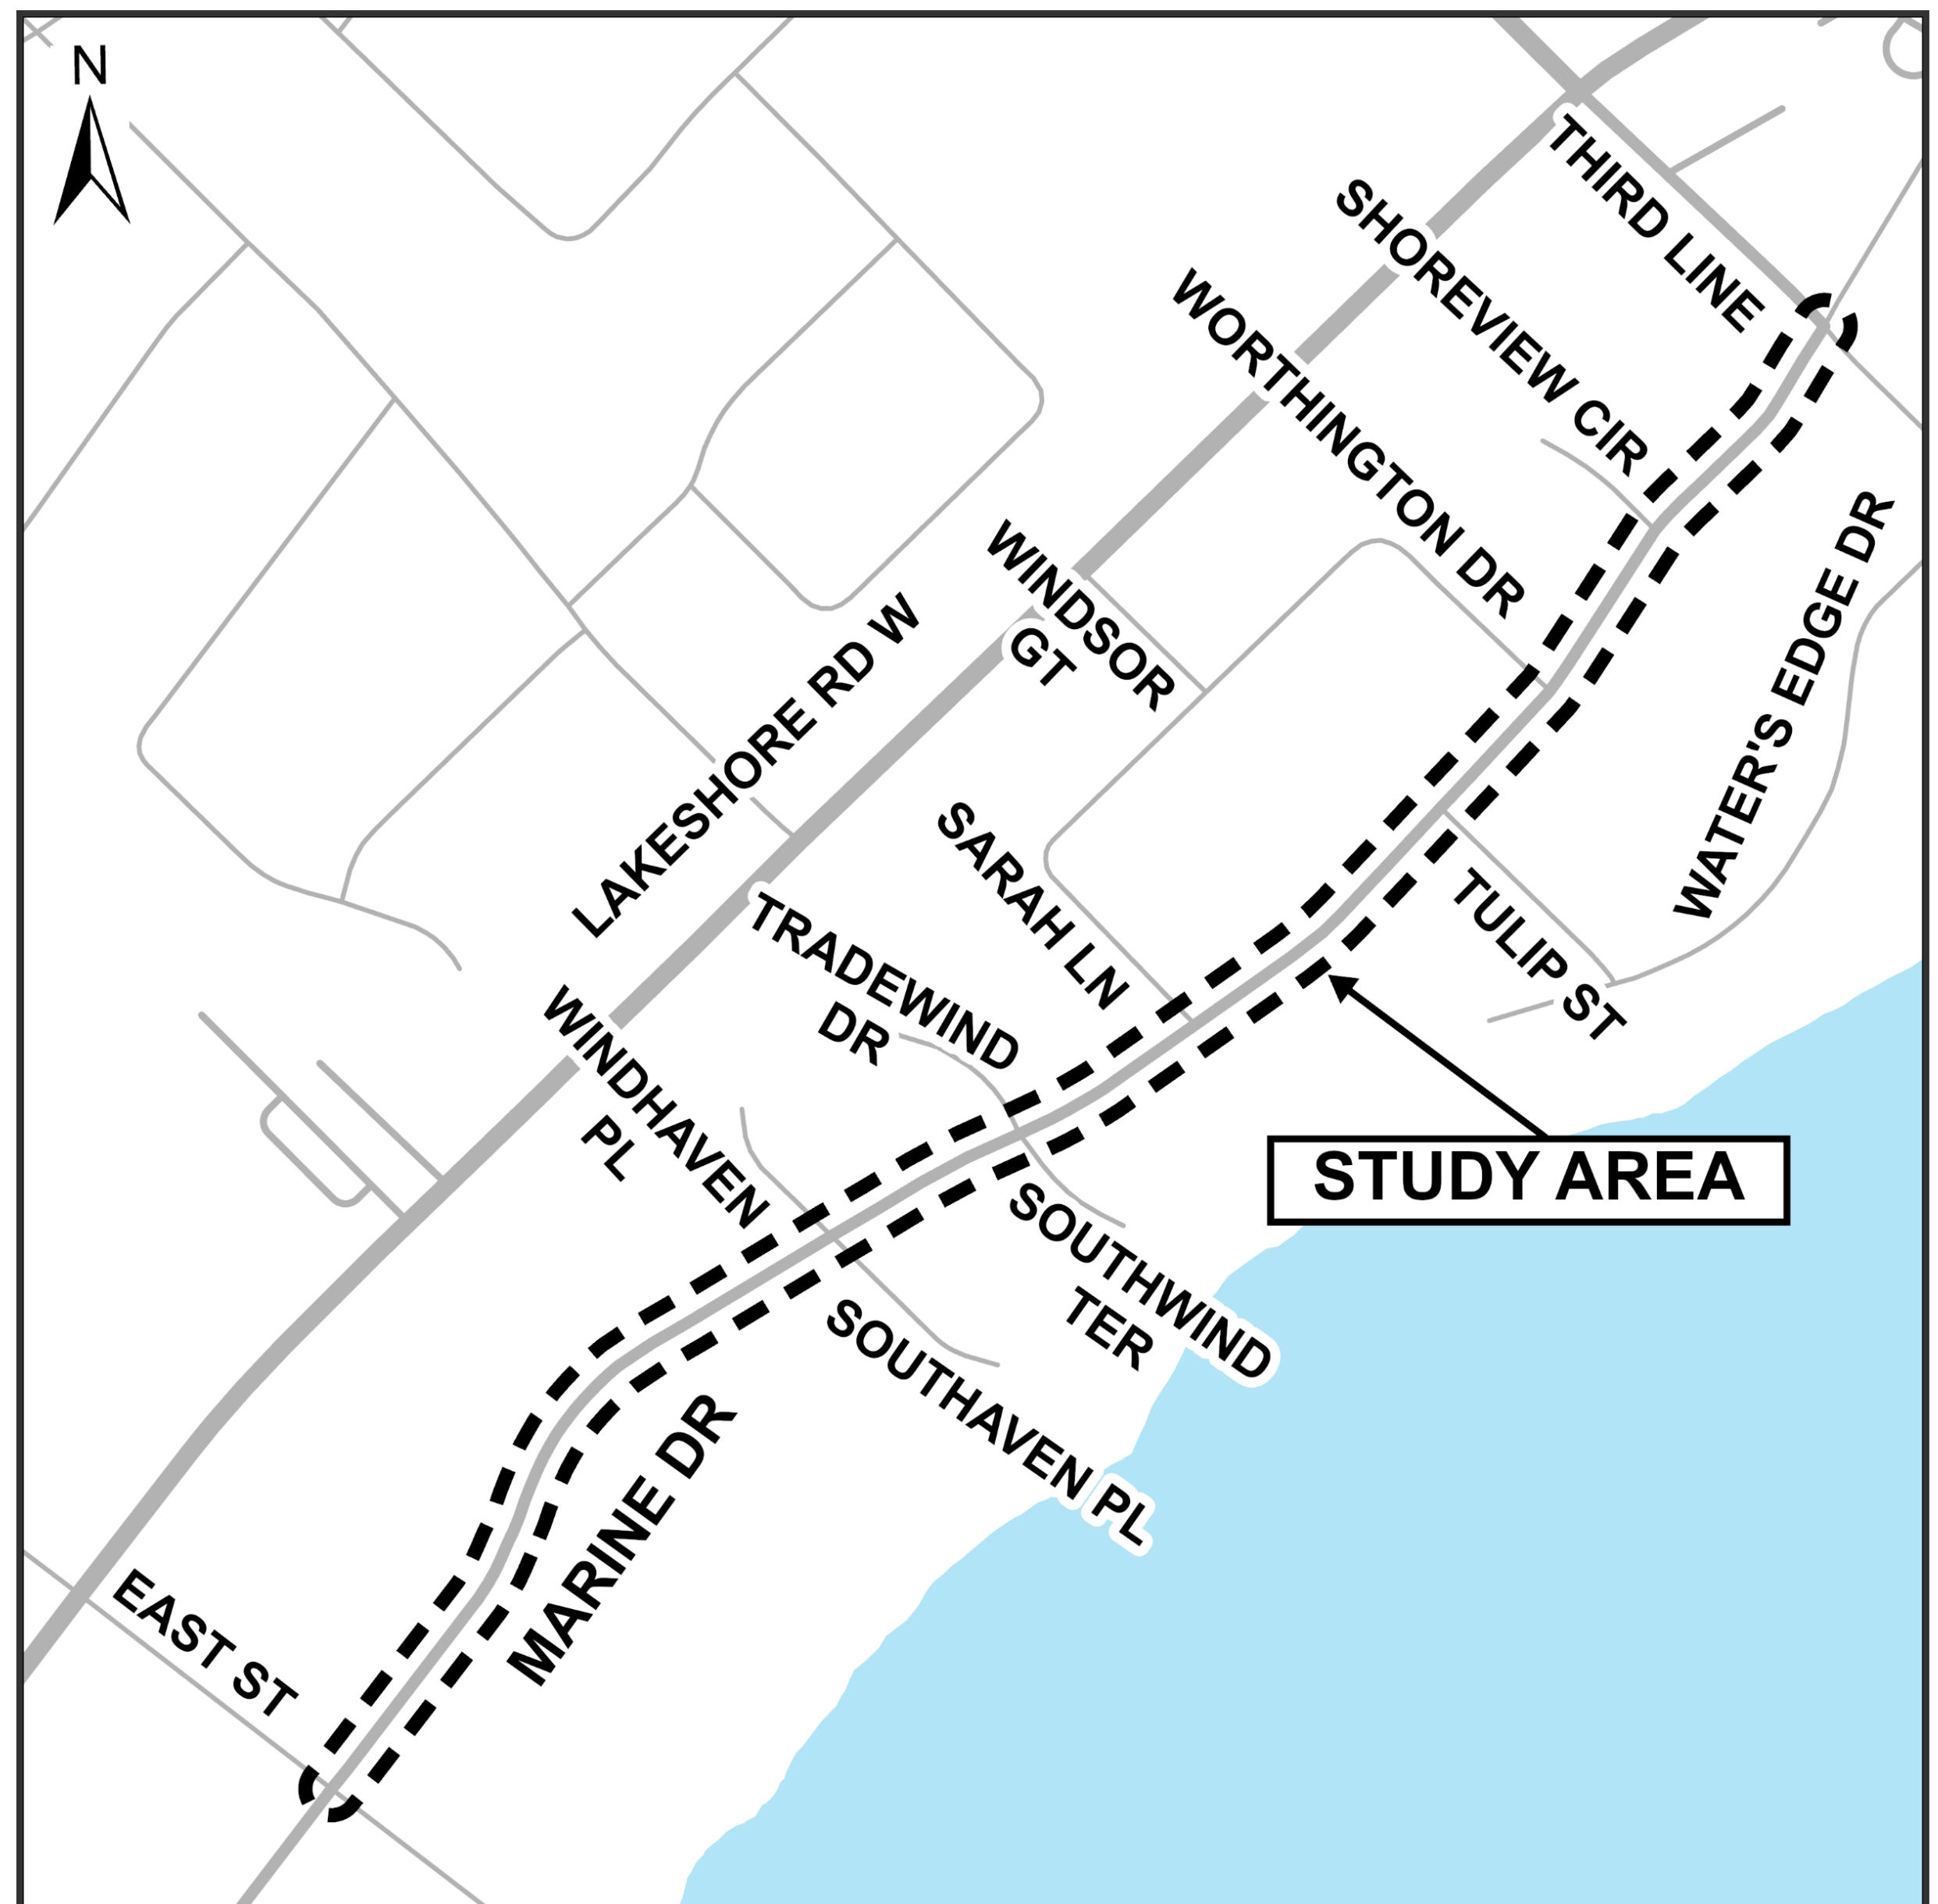 N
THIRD LINE
SHOREVIEW CIR
WORTHINGTON DR
WINDSOR
GT
LAKESHORE RD W
WATER'S EDGE DR
SARAH LN
TRADEWIND
DR
TULIP ST
WINDHAVEN
PL
STUDY AREA
SOUTHWIND
TER
SOUTHAVEN PL
MARINE DR
EAST ST